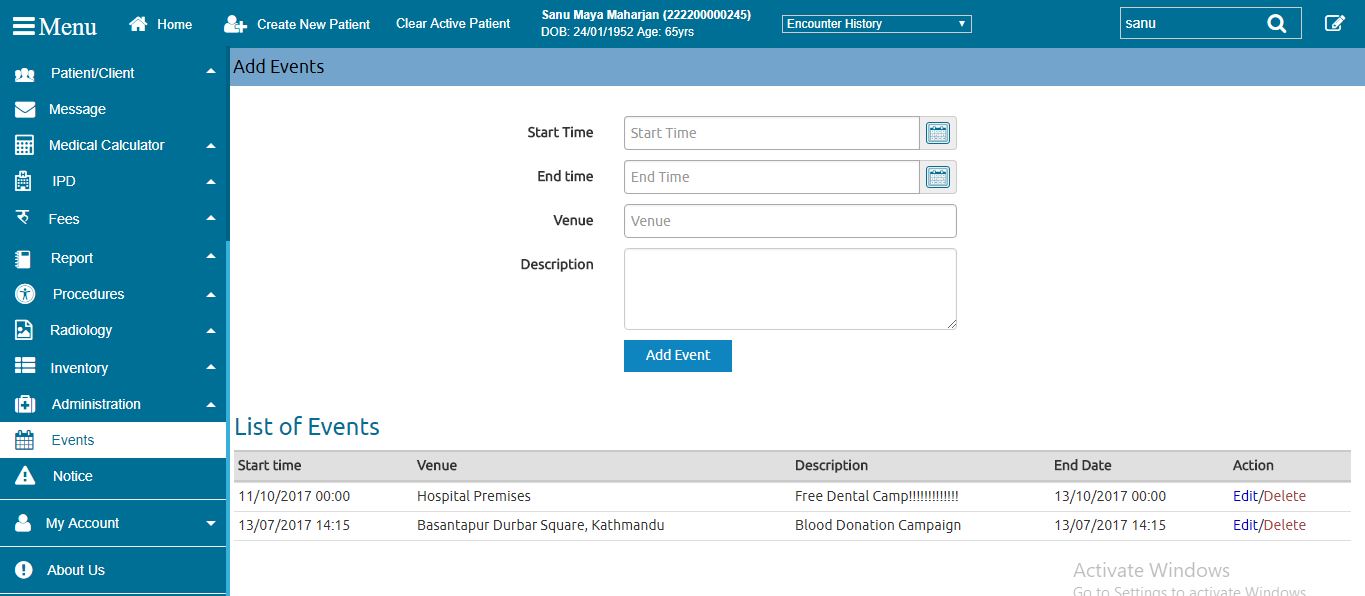 Menu Home Create New Patient Clear Active Patient Sanu Maya Maharjan (222200000245) Encounter History sanu
DOB: 24/01/1952 Age: 65yrs
Patient/Client
Message
Medical Calculator
IPD
Fees
Report
Procedures
Radiology
Inventory
Administration
Events
Notice
My Account
About Us
Add Events
Start Time Start Time
End time End Time
Venue Venue
Description
Add Event
List of Events
Start time Venue Description End Date Action
11/10/2017 00:00 Hospital Premises Free Dental Camp!!!!!!!!!!!!! 13/10/2017 00:00 Edit/Delete
13/07/2017 14:15 Basantapur Durbar Square, Kathmandu Blood Donation Campaign 13/07/2017 14:15 Edit/Delete
Activate Windows
Go to Settings to activate Windows